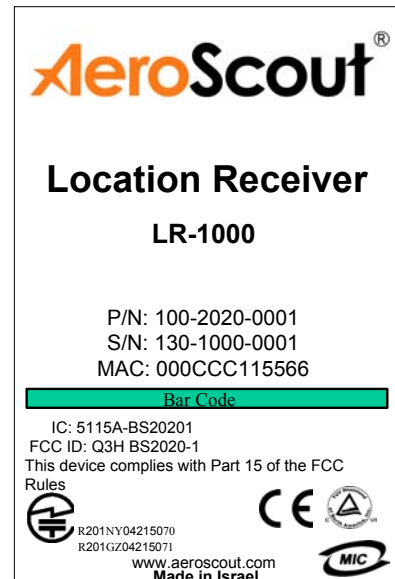 AeroScout®
Location Receiver
LR-1000
P/N: 100-2020-0001
S/N: 130-1000-0001
MAC: 000CCC115566
Bar Code
IC: 5115A-BS20201
FCC ID: Q3H BS2020-1
This device complies with Part 15 of the FCC
Rules
R201NY04215070
R201GZ04215071
CE
www.aeroscout.com
MIC
Made in Israel